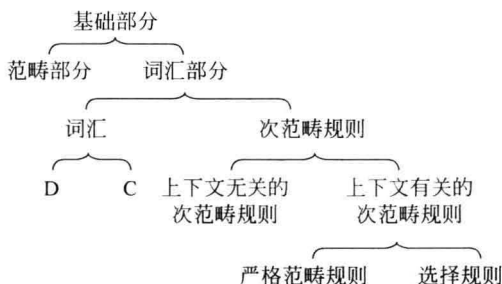 基础部分
范畴部分 词汇部分
词汇 次范畴规则
D C 上下文无关的 上下文有关的
次范畴规则 次范畴规则
严格范畴规则 选择规则